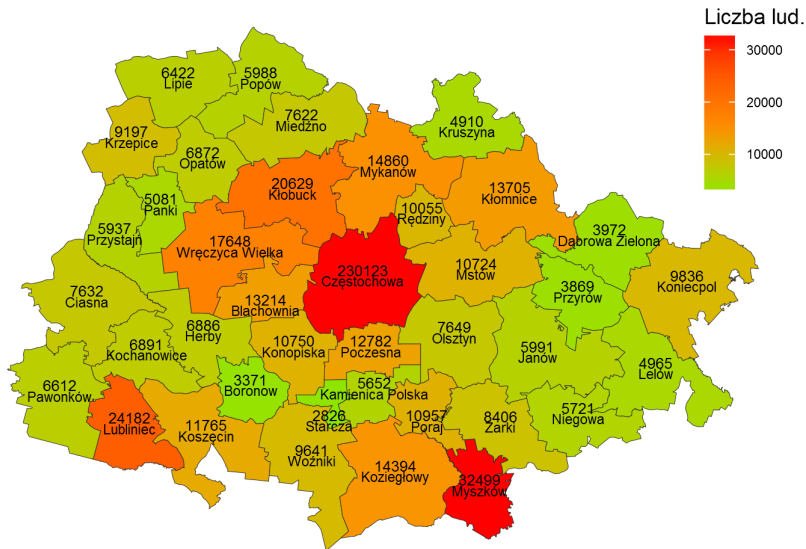 Liczba lud.
30000
20000
10000
6422
Lipie
5988
Popów
7622
Miedźno
4910
Kruszyna
9197
Krzepice
6872
Opatów
14860
Mykanów
20629
Kłobuck
13705
Kłomnice
5081
Panki
10055
Rędziny
5937
Przystajń
3972
Dąbrowa Zielona
17648
Wręczyca Wielka
10724
Mstów
230123
Częstochowa
9836
Koniecpol
7632
Ciasna
3869
Przyrów
13214
Blachownia
6886
Herby
7649
Olsztyn
6891
Kochanowice
10750
Konopiska
12782
Poczesna
5991
Janów
4965
Lelów
6612
Pawonków
3371
Boronów
5652
Kamienica Polska
24182
Lubliniec
11765
Koszęcin
2826
Starcza
10957
Poraj
8406
Żarki
5721
Niegowa
9641
Woźniki
14394
Koziegłowy
32499
Myszków